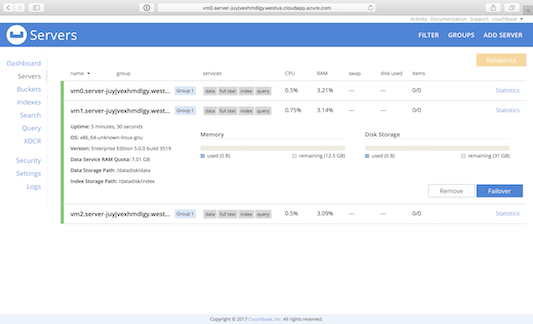 vm0.server-juyjvexhmdlgy.westus.cloudapp.azure.com
Activity Documentation Support couchbase
Servers
FILTER GROUPS ADD SERVER
Rebalance
Dashboard
Servers
Buckets
Indexes
Search
Query
XDCR
Security
Settings
Logs
name group services CPU RAM swap disk used items
vm0.server-juyjvexhmdlgy.west... Group 1 data full text index query 0.5% 3.21% — — 0/0 Statistics
vm1.server-juyjvexhmdlgy.west... Group 1 data full text index query 0.75% 3.14% — — 0/0 Statistics
Uptime: 5 minutes, 30 seconds
OS: x86_64-unknown-linux-gnu
Version: Enterprise Edition 5.0.0 build 3519
Data Service RAM Quota: 7.01 GB
Data Storage Path: /datadisk/data
Index Storage Path: /datadisk/index
Memory
used (0 B) remaining (12.5 GB)
Disk Storage
used (0 B) remaining (31 GB)
Remove Failover
vm2.server-juyjvexhmdlgy.west... Group 1 data full text index query 0.5% 3.09% — — 0/0 Statistics
Copyright © 2017 Couchbase, Inc. All rights reserved.